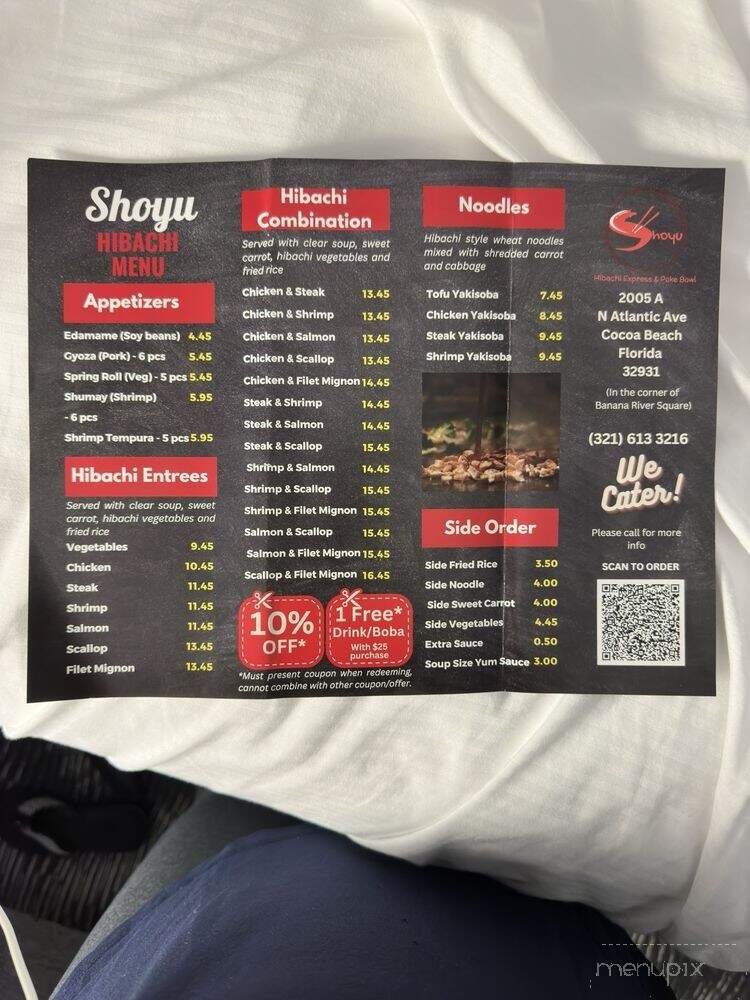 Shoyu
HIBACHI
MENU
Appetizers
Edamame (Soy beans) 4.45
Gyoza (Pork) - 6 pcs 5.45
Spring Roll (Veg) - 5 pcs 5.45
Shumay (Shrimp) 5.95
- 6 pcs
Shrimp Tempura - 5 pcs 5.95
Hibachi Entrees
Served with clear soup, sweet
carrot, hibachi vegetables and
fried rice
Vegetables 9.45
Chicken 10.45
Steak 11.45
Shrimp 11.45
Salmon 11.45
Scallop 13.45
Filet Mignon 13.45
Hibachi
Combination
Served with clear soup, sweet
carrot, hibachi vegetables and
fried rice
Chicken & Steak 13.45
Chicken & Shrimp 13.45
Chicken & Salmon 13.45
Chicken & Scallop 13.45
Chicken & Filet Mignon 14.45
Steak & Shrimp 14.45
Steak & Salmon 14.45
Steak & Scallop 15.45
Shrimp & Salmon 14.45
Shrimp & Scallop 15.45
Shrimp & Filet Mignon 15.45
Salmon & Scallop 15.45
Salmon & Filet Mignon 15.45
Scallop & Filet Mignon 16.45
10%
OFF*
1 Free*
Drink/Boba
With $25
purchase
*Must present coupon when redeeming,
cannot combine with other coupon/offer.
Noodles
Hibachi style wheat noodles
mixed with shredded carrot
and cabbage
Tofu Yakisoba 7.45
Chicken Yakisoba 8.45
Steak Yakisoba 9.45
Shrimp Yakisoba 9.45
Side Order
Side Fried Rice 3.50
Side Noodle 4.00
Side Sweet Carrot 4.00
Side Vegetables 4.45
Extra Sauce 0.50
Soup Size Yum Sauce 3.00
Shoyu
Hibachi Express & Poke Bowl
2005 A
N Atlantic Ave
Cocoa Beach
Florida
32931
(In the corner of
Banana River Square)
(321) 613 3216
We
Cater!
Please call for more
info
SCAN TO ORDER
menupix